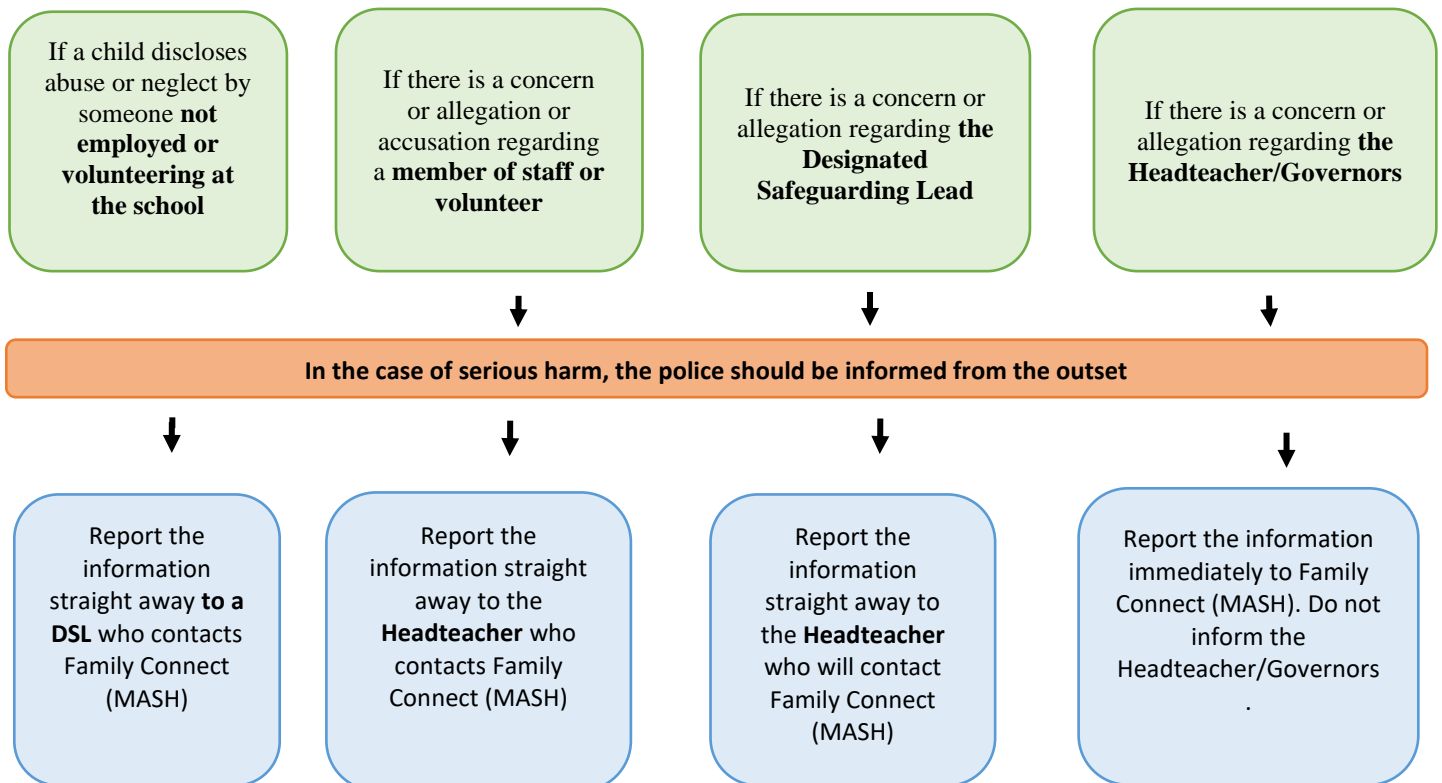 If a child discloses
abuse or neglect by
someone not
employed or
volunteering at
the school
If there is a concern
or allegation or
accusation regarding
a member of staff or
volunteer
If there is a concern or
allegation regarding the
Designated
Safeguarding Lead
If there is a concern or
allegation regarding the
Headteacher/Governors
In the case of serious harm, the police should be informed from the outset
Report the
information
straight away to a
DSL who contacts
Family Connect
(MASH)
Report the
information straight
away to the
Headteacher who
contacts Family
Connect (MASH)
Report the
information
straight away to
the Headteacher
who will contact
Family Connect
(MASH)
Report the information
immediately to Family
Connect (MASH). Do not
inform the
Headteacher/Governors
.